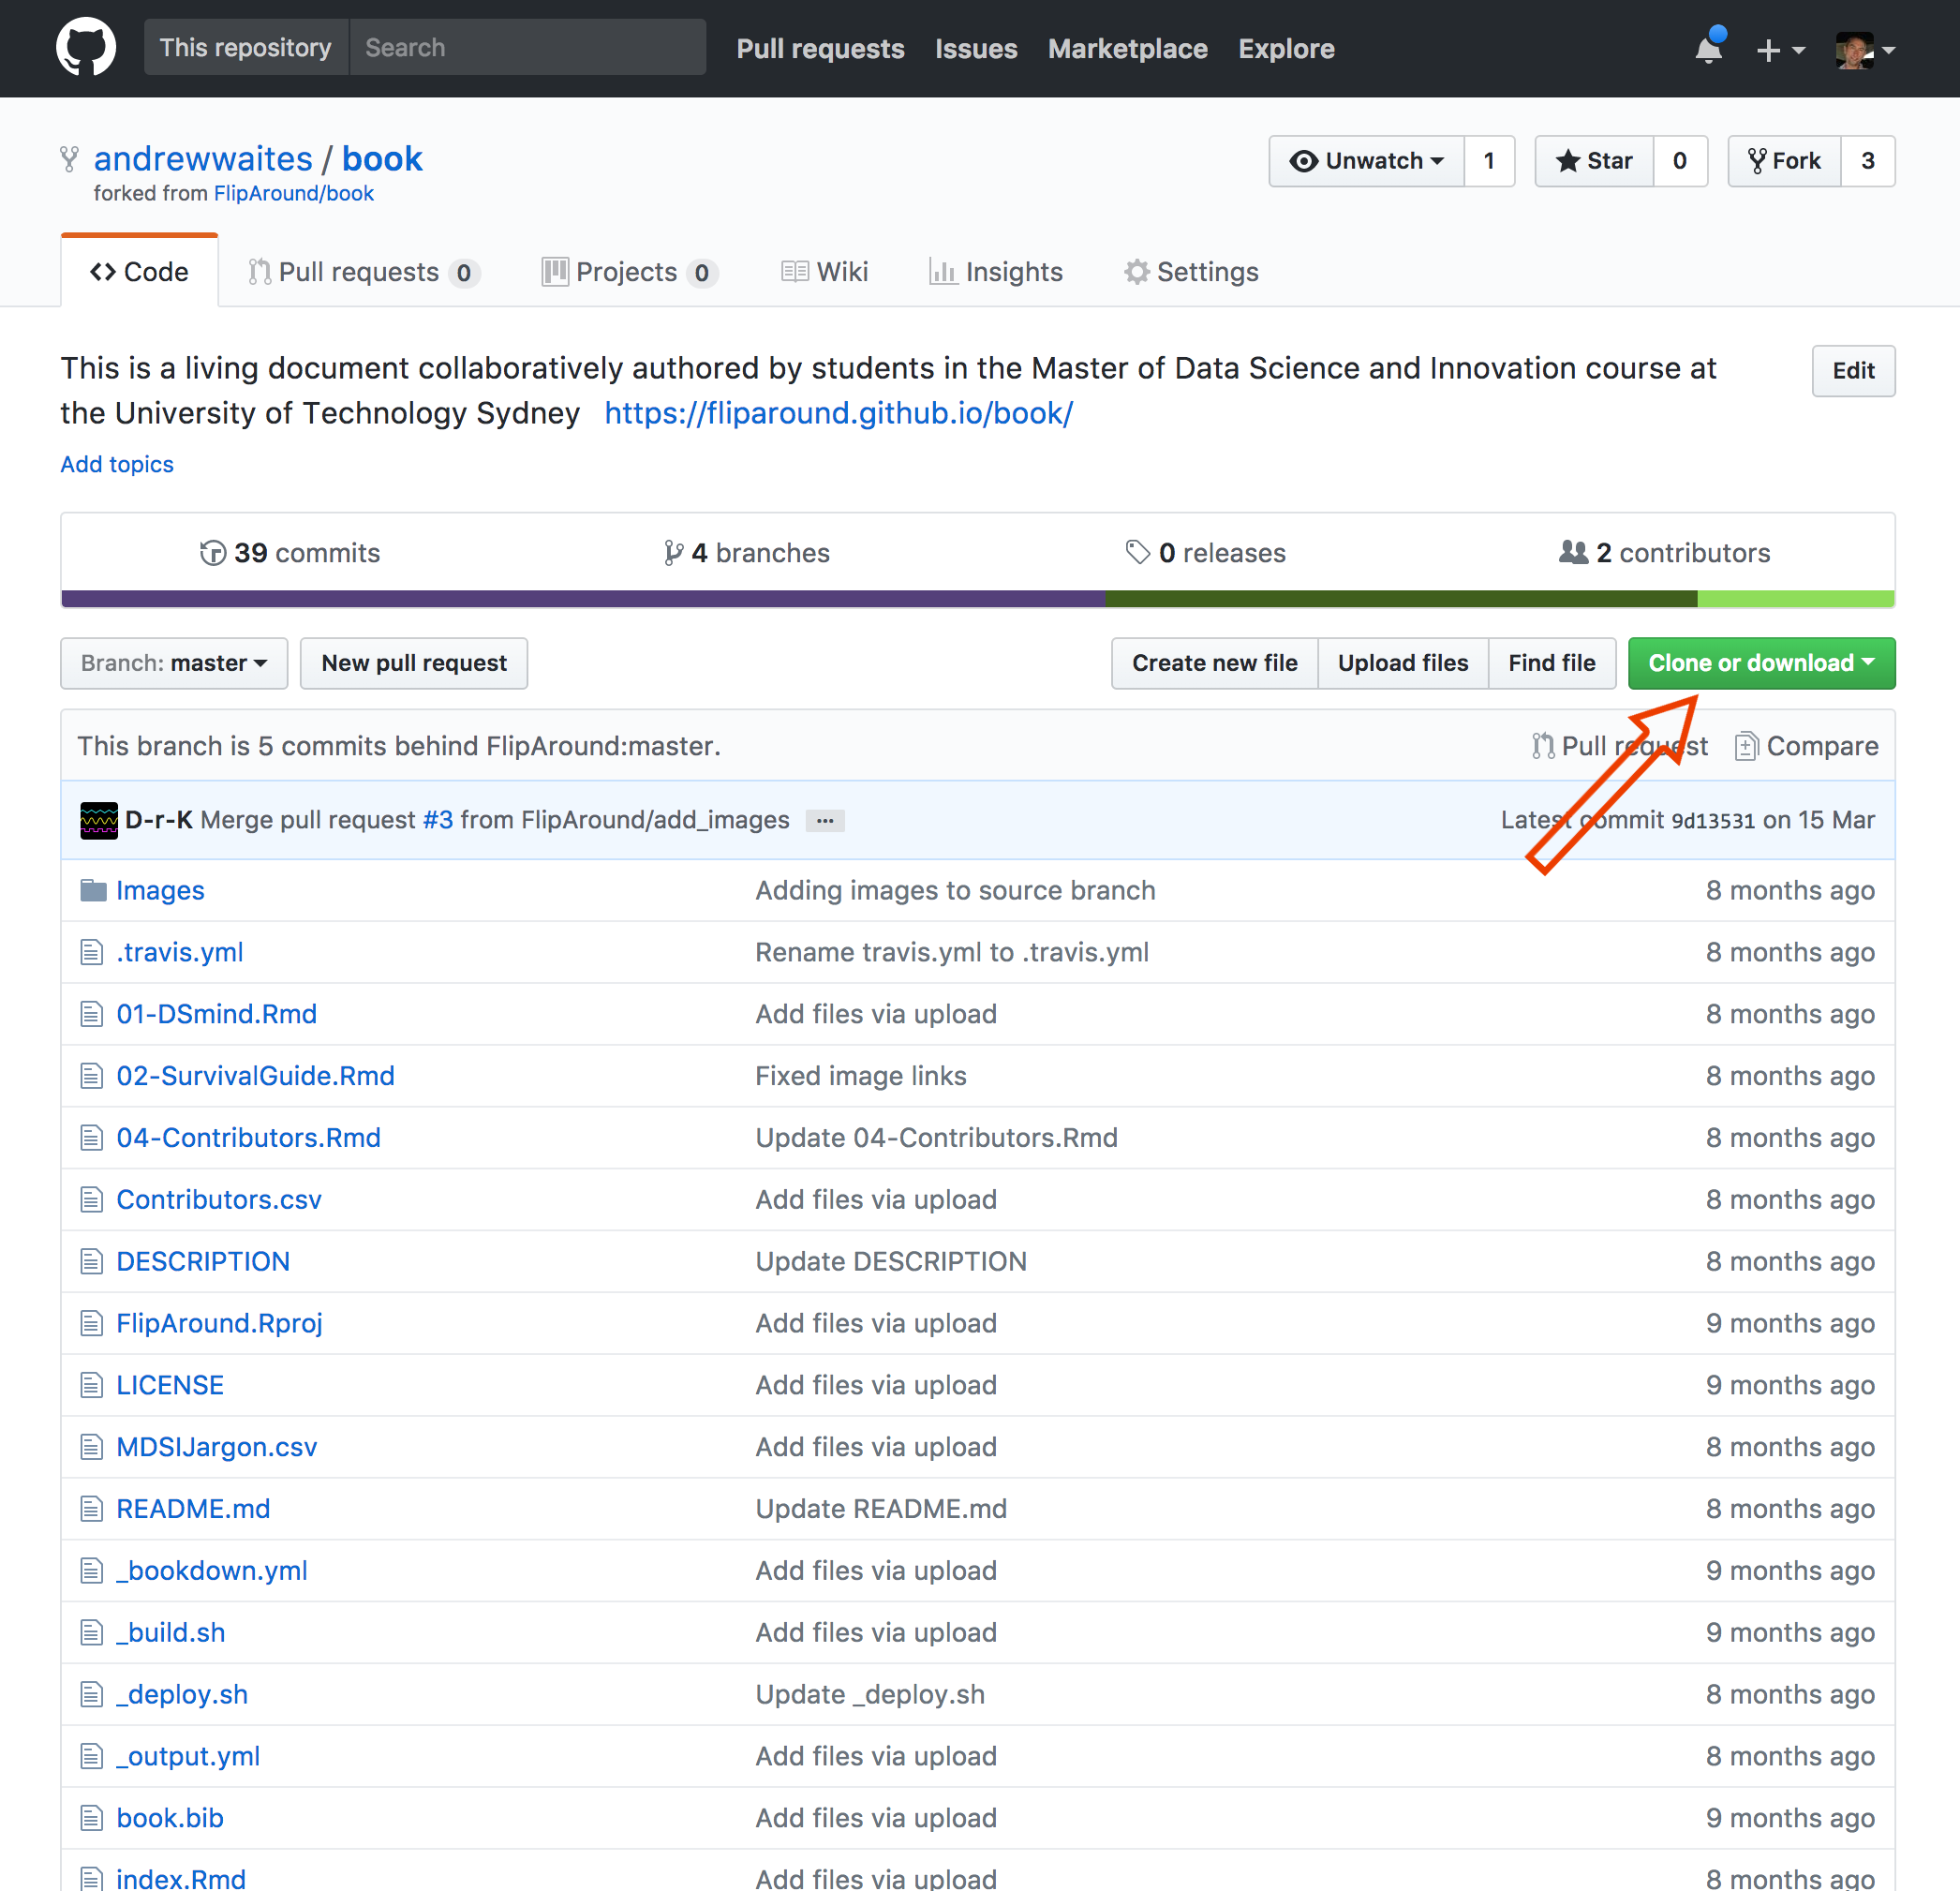 This repository Search Pull requests Issues Marketplace Explore
andrewwaites / book Unwatch 1 Star 0 Fork 3
forked from FlipAround/book
Code Pull requests 0 Projects 0 Wiki Insights Settings
This is a living document collaboratively authored by students in the Master of Data Science and Innovation course at Edit
the University of Technology Sydney https://fliparound.github.io/book/
Add topics
39 commits 4 branches 0 releases 2 contributors
Branch: master New pull request Create new file Upload files Find file Clone or download
This branch is 5 commits behind FlipAround:master. Pull request Compare
D-r-K Merge pull request #3 from FlipAround/add_images ... Latest commit 9d13531 on 15 Mar
Images Adding images to source branch 8 months ago
.travis.yml Rename travis.yml to .travis.yml 8 months ago
01-DSmind.Rmd Add files via upload 8 months ago
02-SurvivalGuide.Rmd Fixed image links 8 months ago
04-Contributors.Rmd Update 04-Contributors.Rmd 8 months ago
Contributors.csv Add files via upload 8 months ago
DESCRIPTION Update DESCRIPTION 8 months ago
FlipAround.Rproj Add files via upload 9 months ago
LICENSE Add files via upload 9 months ago
MDSIJargon.csv Add files via upload 8 months ago
README.md Update README.md 8 months ago
_bookdown.yml Add files via upload 9 months ago
_build.sh Add files via upload 9 months ago
_deploy.sh Update _deploy.sh 8 months ago
_output.yml Add files via upload 8 months ago
book.bib Add files via upload 9 months ago
index.Rmd Add files via upload 8 months ago